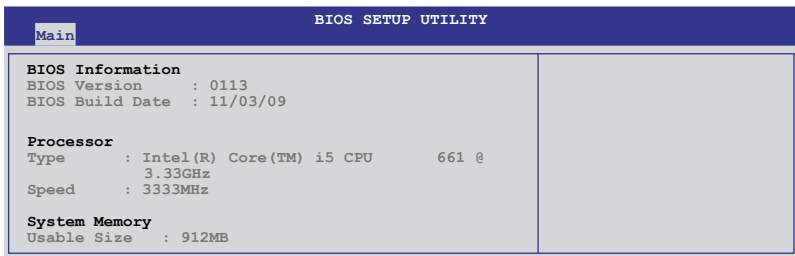 BIOS SETUP UTILITY
Main
BIOS Information
BIOS Version : 0113
BIOS Build Date : 11/03/09
Processor
Type : Intel(R) Core(TM) i5 CPU 661 @
3.33GHz
Speed : 3333MHz
System Memory
Usable Size : 912MB